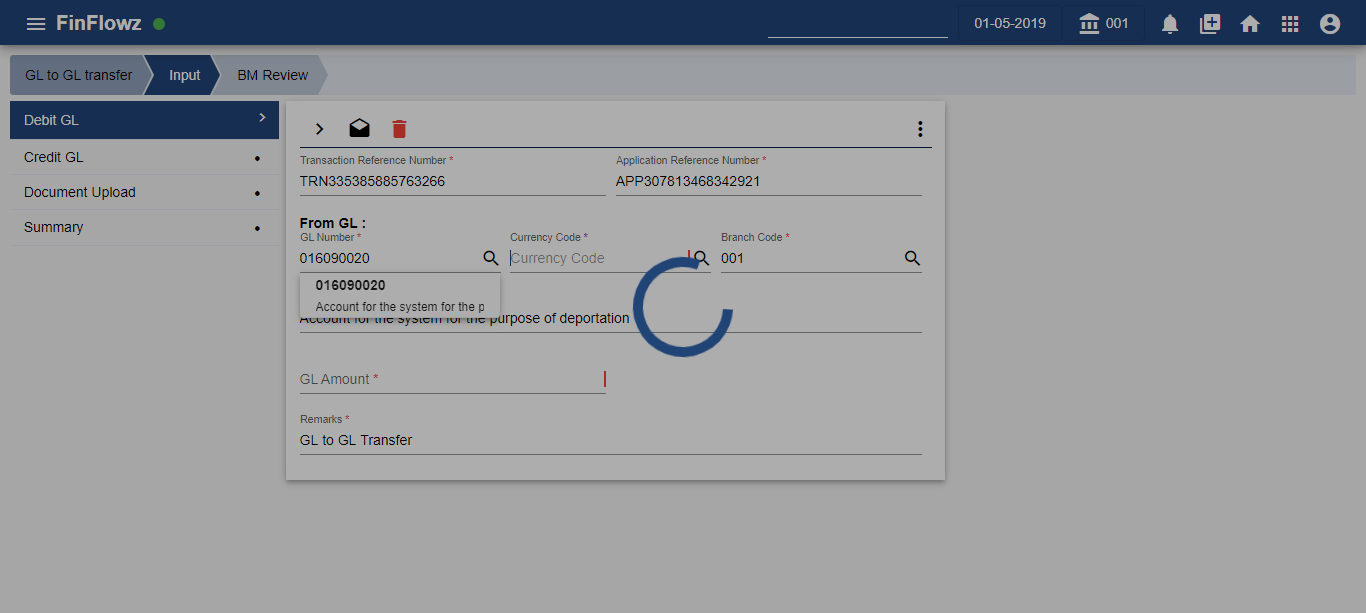 FinFlowz
01-05-2019
001
GL to GL transfer
Input
BM Review
Debit GL
Credit GL
Document Upload
Summary
Transaction Reference Number *
Application Reference Number *
TRN335385885763266
APP307813468342921
From GL :
GL Number *
Currency Code *
Branch Code *
016090020
Currency Code
001
016090020
Account for the system for the p
Account for the system for the purpose of deportation
GL Amount *
Remarks *
GL to GL Transfer